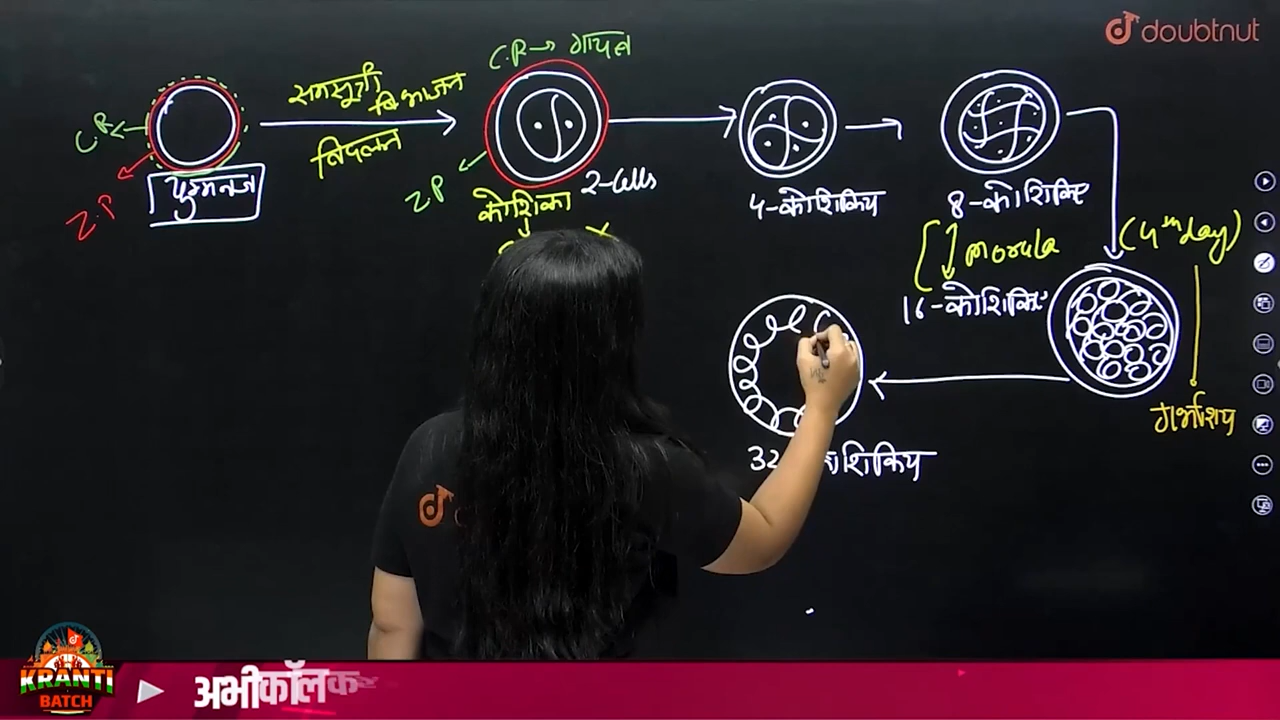 doubtnut
C.R→ गायब
समसूत्री विभाजन
C.R
Z.P
युग्मनज
विदलन
Z P
कोशिका
2-Cells
4-कोशिकिय
8-कोशिकिय
morula
(4th day)
16-कोशिकिय
गर्भाशय
32
शिकिय
KRANTI
BATCH
अभी कॉल क